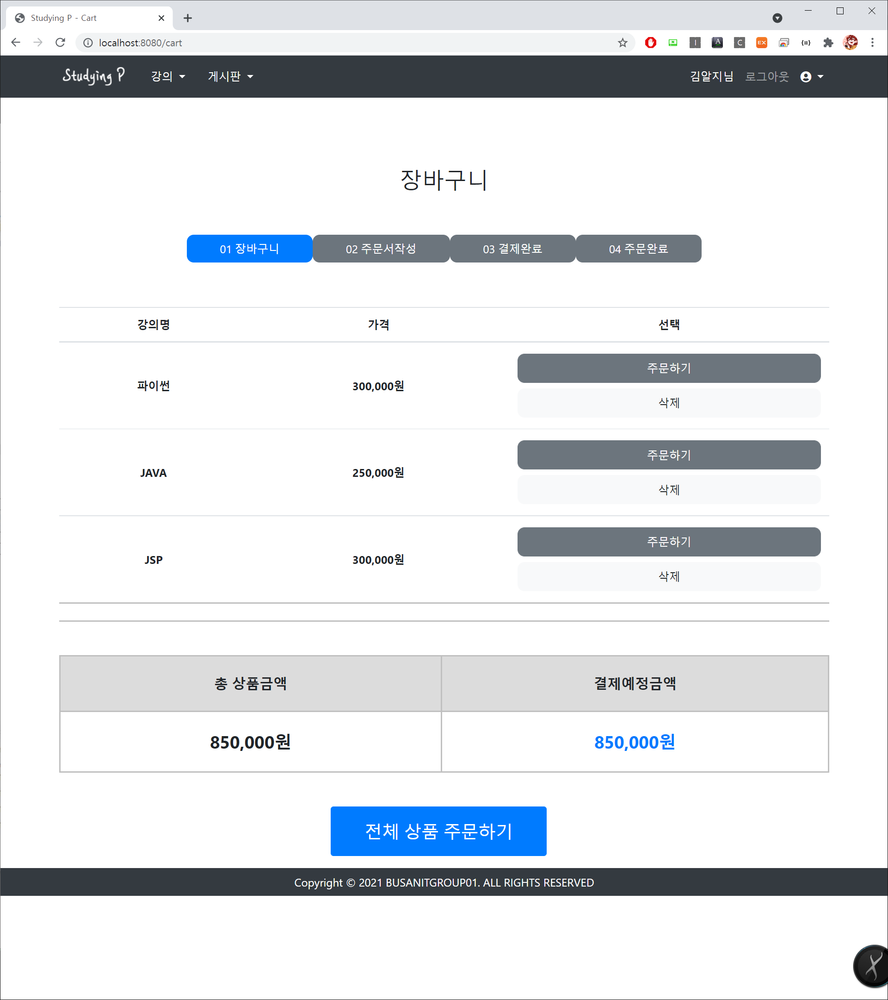 Studying P - Cart
localhost:8080/cart
Studying P 강의 게시판 김알지님 로그아웃
장바구니
01 장바구니 02 주문서작성 03 결제완료 04 주문완료
강의명 가격 선택
파이썬 300,000원 주문하기
삭제
JAVA 250,000원 주문하기
삭제
JSP 300,000원 주문하기
삭제
총 상품금액 결제예정금액
850,000원 850,000원
전체 상품 주문하기
Copyright © 2021 BUSANITGROUP01. ALL RIGHTS RESERVED